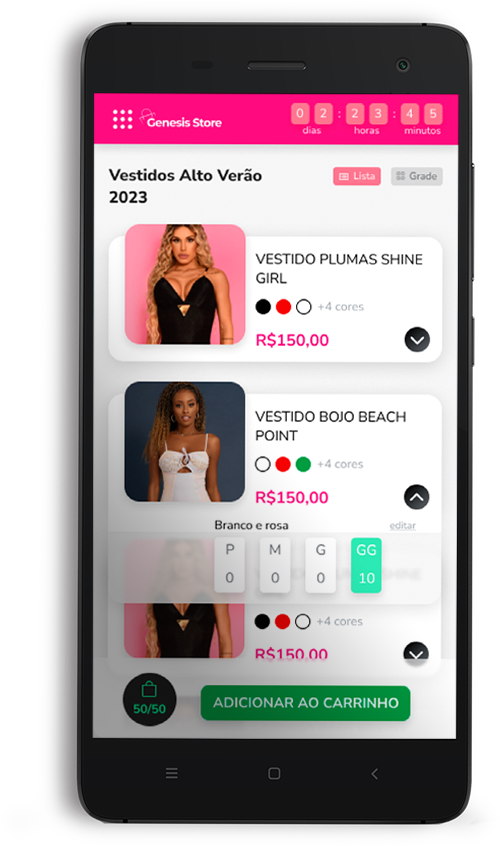 Genesis Store
0 2 : 2 3 : 4 5
dias horas minutos
Vestidos Alto Verão
2023
Lista
Grade
VESTIDO PLUMAS SHINE
GIRL
+4 cores
R$150,00
VESTIDO BOJO BEACH
POINT
+4 cores
R$150,00
Branco e rosa
editar
P M G GG
0 0 0 10
+4 cores
R$150,00
50/50
ADICIONAR AO CARRINHO